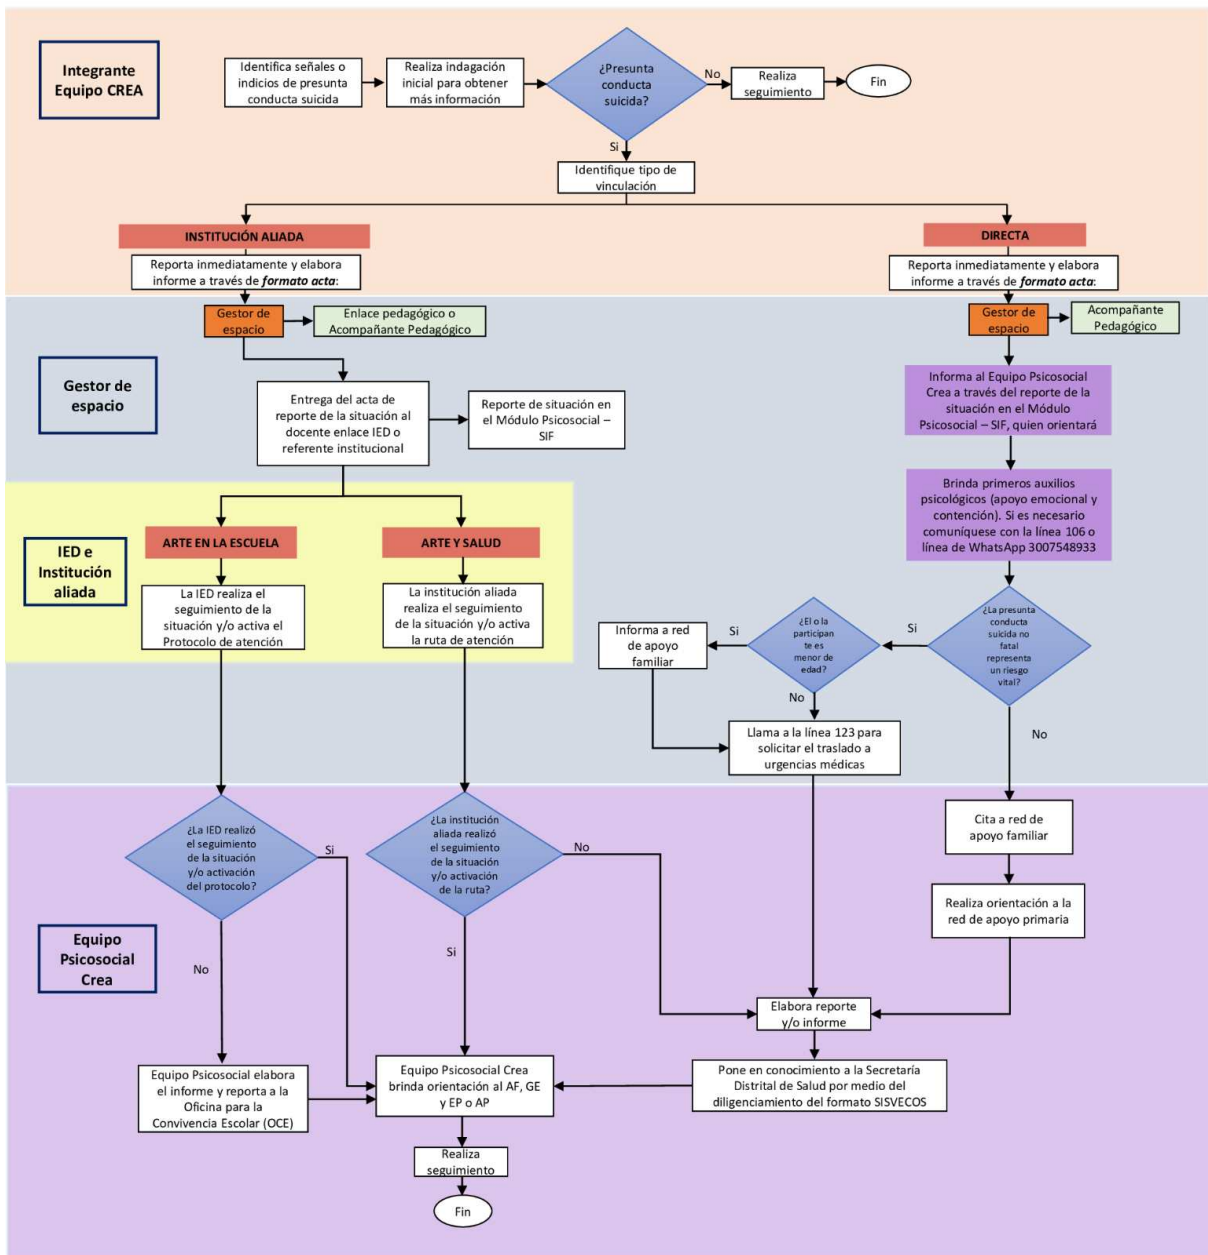 Integrante
Equipo CREA
Identifica señales o
indicios de presunta
conducta suicida
Realiza indagación
inicial para obtener
más información
¿Presunta
conducta
suicida?
No
Realiza
seguimiento
Fin
Si
Identifique tipo de
vinculación
INSTITUCIÓN ALIADA
Reporta inmediatamente y elabora
informe a través de formato acta:
DIRECTA
Reporta inmediatamente y elabora
informe a través de formato acta:
Gestor de
espacio
Gestor de
espacio
Enlace pedagógico o
Acompañante Pedagógico
Entrega del acta de
reporte de la situación al
docente enlace IED o
referente institucional
Reporte de situación en
el Módulo Psicosocial –
SIF
Gestor de
espacio
Acompañante
Pedagógico
Informa al Equipo Psicosocial
Crea a través del reporte de la
situación en el Módulo
Psicosocial – SIF, quien orientará
Brinda primeros auxilios
psicológicos (apoyo emocional y
contención). Si es necesario
comuníquese con la línea 106 o
línea de WhatsApp 3007548933
¿La presunta
conducta
suicida no
fatal
representa
un riesgo
vital?
Si
¿El o la
participan
te es
menor de
edad?
Si
Informa a red
de apoyo
familiar
No
Llama a la línea 123 para
solicitar el traslado a
urgencias médicas
No
IED e
Institución
aliada
ARTE EN LA ESCUELA
La IED realiza el
seguimiento de la
situación y/o activa el
Protocolo de atención
ARTE Y SALUD
La institución aliada
realiza el seguimiento
de la situación y/o activa
la ruta de atención
Equipo
Psicosocial
Crea
¿La IED realizó
el seguimiento
de la situación
y/o activación
del protocolo?
Si
No
¿La institución
aliada realizó
el seguimiento
de la situación
y/o activación
de la ruta?
No
Si
Cita a red de
apoyo familiar
Realiza orientación a la
red de apoyo primaria
Elabora reporte
y/o informe
Pone en conocimiento a la Secretaría
Distrital de Salud por medio del
diligenciamiento del formato SISVECOS
Equipo Psicosocial elabora
el informe y reporta a la
Oficina para la
Convivencia Escolar (OCE)
Equipo Psicosocial Crea
brinda orientación al AF, GE
y EP o AP
Realiza
seguimiento
Fin